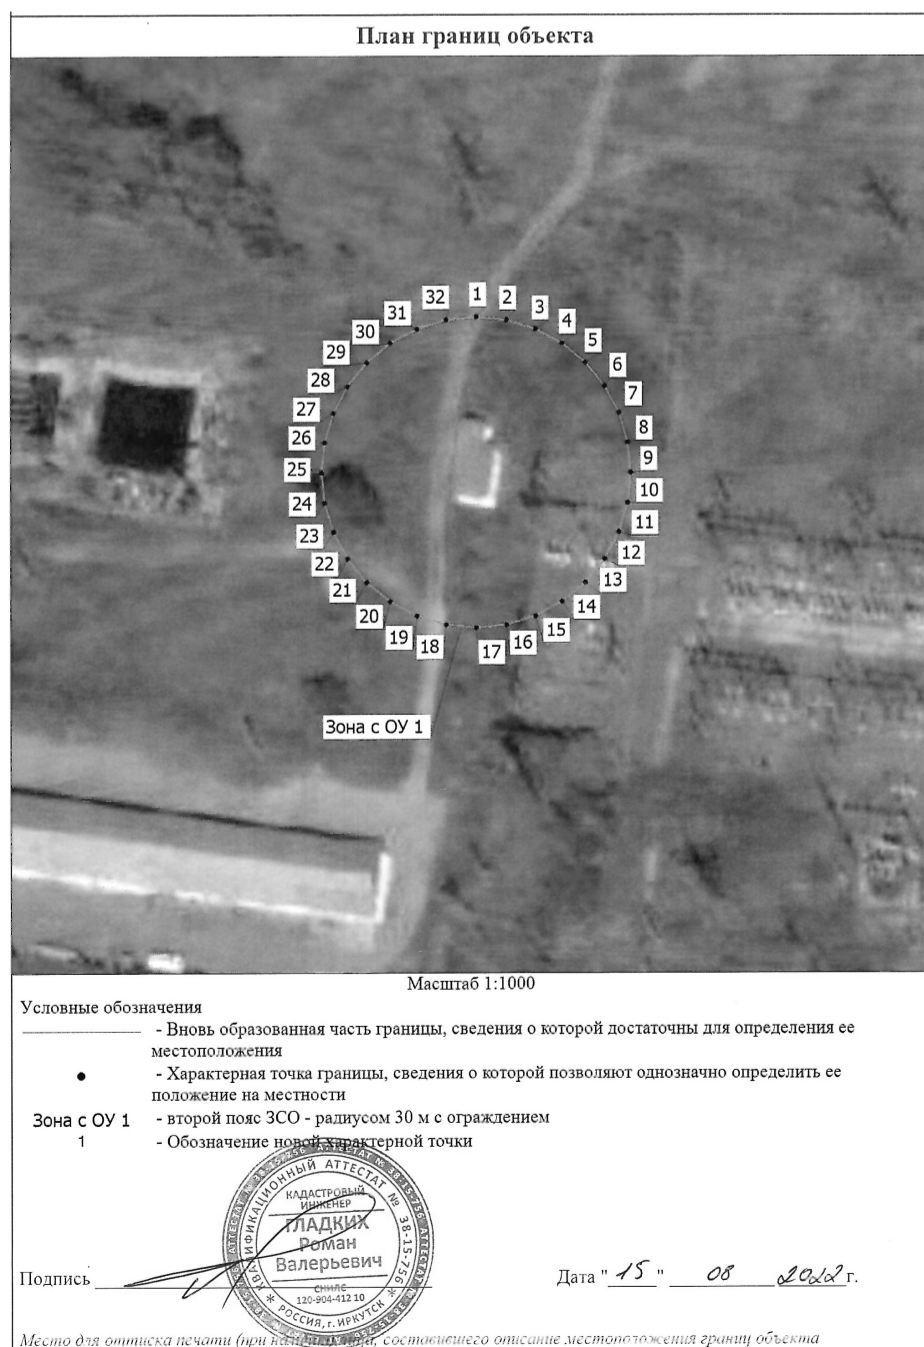 План границ объекта
32 1 2
31 3
30 4
29 5
28 6
27 7
26 8
25 9
24 10
23 11
22 12
21 13
20 14
19 15
18 17 16
Зона с ОУ 1
Масштаб 1:1000
Условные обозначения
- Вновь образованная часть границы, сведения о которой достаточны для определения ее
местоположения
- Характерная точка границы, сведения о которой позволяют однозначно определить ее
положение на местности
Зона с ОУ 1 - второй пояс ЗСО - радиусом 30 м с ограждением
1 - Обозначение новой характерной точки
КВАЛИФИКАЦИОННЫЙ АТТЕСТАТ № 38-15-756
КАДАСТРОВЫЙ
ИНЖЕНЕР
ГЛАДКИХ
Роман
Валерьевич
СНИЛС
120-904-412 10
РОССИЯ, г. ИРКУТСК
Подпись
Дата "15" 08 2022 г.
Место для оттиска печати (при составившего описание местоположения границ объекта